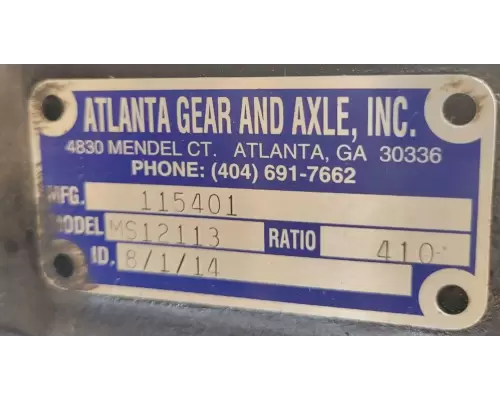 ATLANTA GEAR AND AXLE, INC.
4830 MENDEL CT. ATLANTA, GA 30336
PHONE: (404) 691-7662
MFG. 115401
MODEL MS12113 RATIO 410
ID. 8/1/14